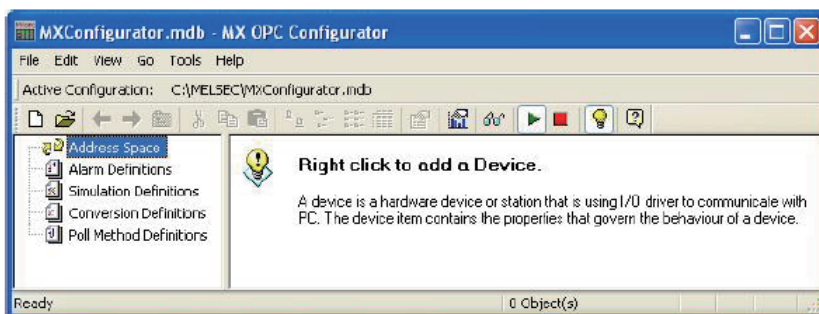 MXConfigurator.mdb - MX OPC Configurator
File Edit View Go Tools Help
Active Configuration: C:\MELSEC\MXConfigurator.mdb
Address Space
Alarm Definitions
Simulation Definitions
Conversion Definitions
Poll Method Definitions
Right click to add a Device.
A device is a hardware device or station that is using I/O driver to communicate with
PC. The device item contains the properties that govern the behaviour of a device.
Ready
0 Object(s)